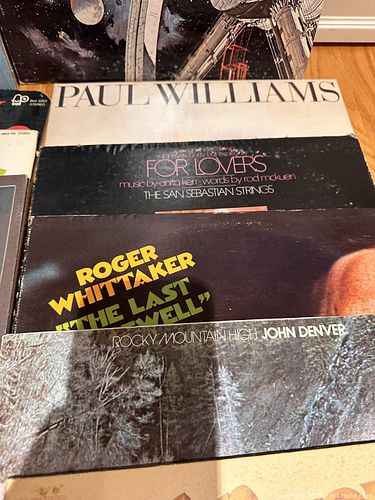 PAUL WILLIAMS
FOR LOVERS
music by anita kerr · words by rod mckuen
THE SAN SEBASTIAN STRINGS
ROGER
WHITTAKER
"THE LAST
EWELL"
ROCKY MOUNTAIN HIGH JOHN DENVER